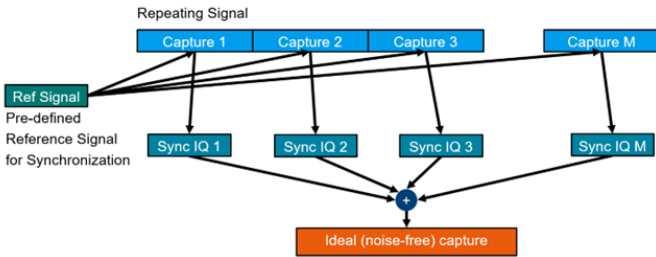 Repeating Signal
Capture 1
Capture 2
Capture 3
Capture M
Ref Signal
Pre-defined
Reference Signal
for Synchronization
Sync IQ 1
Sync IQ 2
Sync IQ 3
Sync IQ M
+
Ideal (noise-free) capture